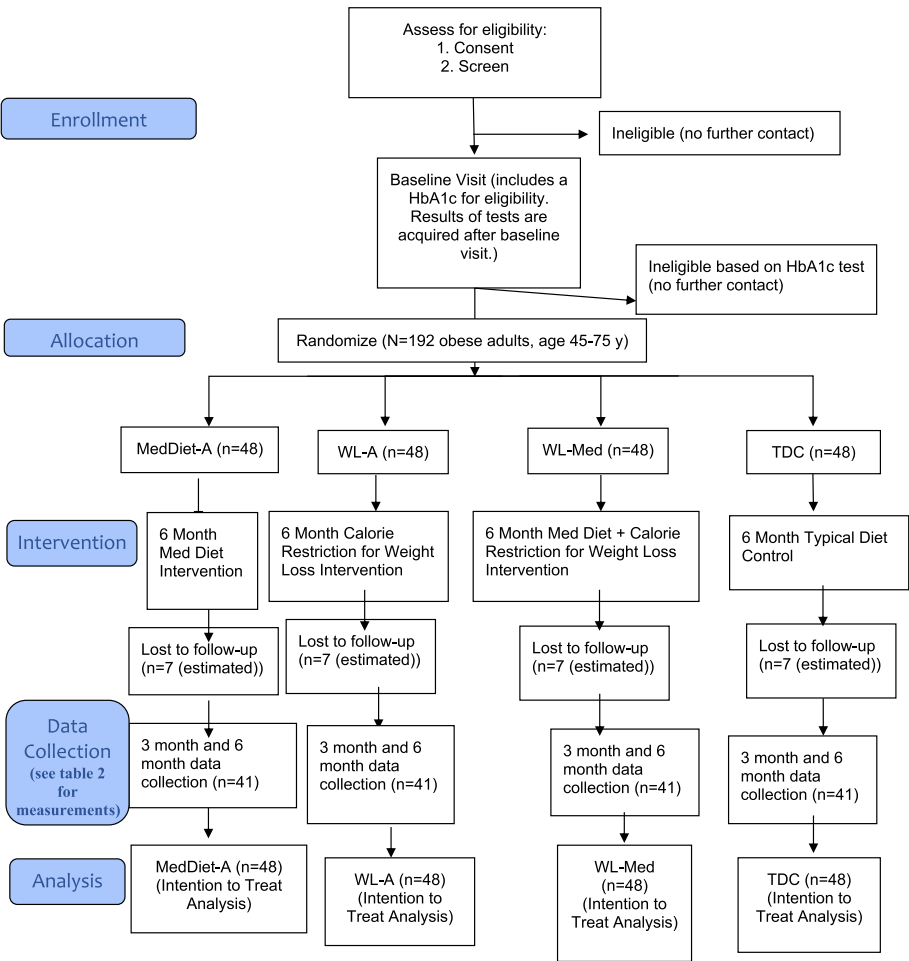 Assess for eligibility:
1. Consent
2. Screen
Enrollment
Ineligible (no further contact)
Baseline Visit (includes a
HbA1c for eligibility.
Results of tests are
acquired after baseline
visit.)
Ineligible based on HbA1c test
(no further contact)
Allocation
Randomize (N=192 obese adults, age 45-75 y)
MedDiet-A (n=48)
WL-A (n=48)
WL-Med (n=48)
TDC (n=48)
Intervention
6 Month
Med Diet
Intervention
6 Month Calorie
Restriction for Weight
Loss Intervention
6 Month Med Diet + Calorie
Restriction for Weight Loss
Intervention
6 Month Typical Diet
Control
Lost to follow-up
(n=7 (estimated))
Lost to follow-up
(n=7 (estimated))
Lost to follow-up
(n=7 (estimated))
Lost to follow-up
(n=7 (estimated))
Data
Collection
(see table 2
for
measurements)
3 month and 6
month data
collection (n=41)
3 month and 6
month data
collection (n=41)
3 month and 6
month data
collection (n=41)
3 month and 6
month data
collection (n=41)
Analysis
MedDiet-A (n=48)
(Intention to Treat
Analysis)
WL-A (n=48)
(Intention to
Treat Analysis)
WL-Med
(n=48)
(Intention to
Treat Analysis)
TDC (n=48)
(Intention to
Treat Analysis)